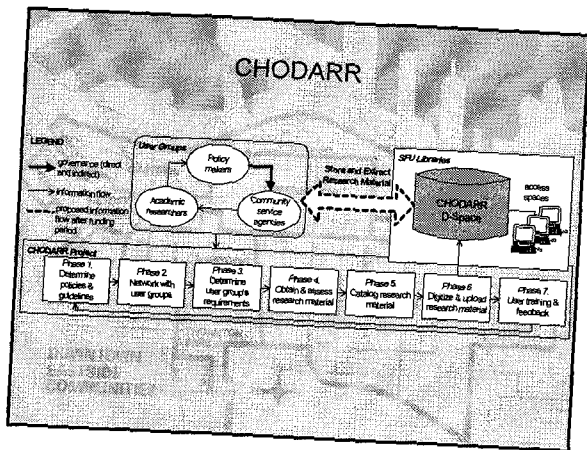 CHODARR
LEGEND
governance (direct
and indirect)
information flow
proposed information
flow after funding
period
User Groups
Policy
makers
Academic
researchers
Community
service
agencies
Store and Extract
Research Material
SFU Libraries
CHODARR
D-Space
access
spaces
CHODARR Project
Phase 1.
Determine
policies &
guidelines
Phase 2.
Network with
user groups
Phase 3.
Determine
user group's
requirements
Phase 4.
Obtain & assess
research material
Phase 5.
Catalog research
material
Phase 6.
Digitize & upload
research material
Phase 7.
User training &
feedback
COMMUNITIES